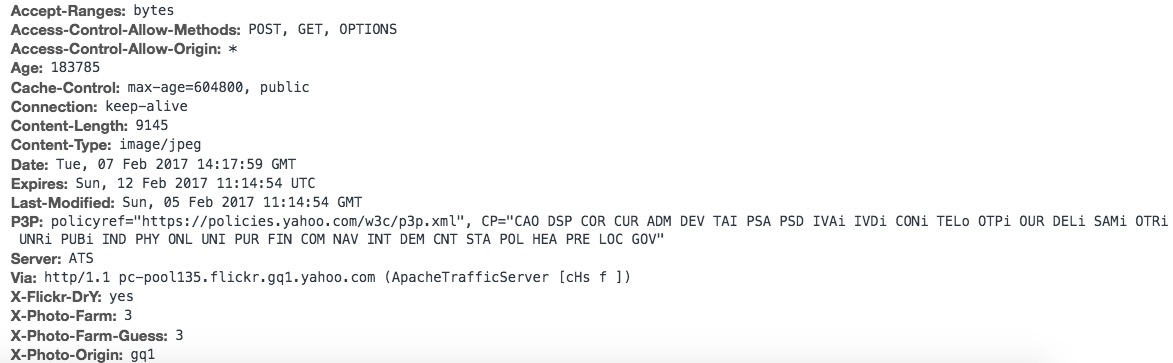 Accept-Ranges: bytes
Access-Control-Allow-Methods: POST, GET, OPTIONS
Access-Control-Allow-Origin: *
Age: 183785
Cache-Control: max-age=604800, public
Connection: keep-alive
Content-Length: 9145
Content-Type: image/jpeg
Date: Tue, 07 Feb 2017 14:17:59 GMT
Expires: Sun, 12 Feb 2017 11:14:54 UTC
Last-Modified: Sun, 05 Feb 2017 11:14:54 GMT
P3P: policyref="https://policies.yahoo.com/w3c/p3p.xml", CP="CAO DSP COR CUR ADM DEV TAI PSA PSD IVAi IVDi CONi TELo OTPi OUR DELi SAMi OTRi
UNRi PUBi IND PHY ONL UNI PUR FIN COM NAV INT DEM CNT STA POL HEA PRE LOC GOV"
Server: ATS
Via: http/1.1 pc-pool135.flickr.gq1.yahoo.com (ApacheTrafficServer [cHs f ])
X-Flickr-DrY: yes
X-Photo-Farm: 3
X-Photo-Farm-Guess: 3
X-Photo-Origin: gq1